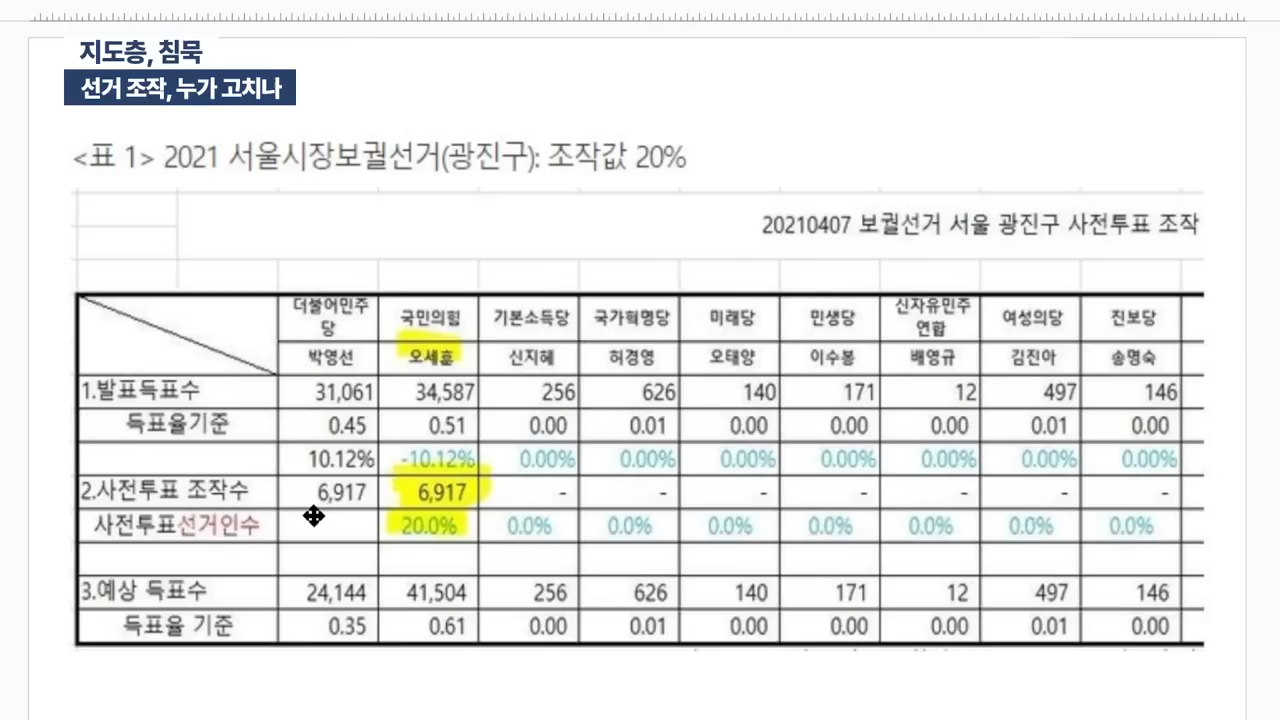 지도층, 침묵
선거 조작, 누가 고치나
<표 1> 2021 서울시장보궐선거(광진구): 조작값 20%
20210407 보궐선거 서울 광진구 사전투표 조작
더불어민주당 국민의힘 기본소득당 국가혁명당 미래당 민생당 신자유민주연합 여성의당 진보당
박영선 오세훈 신지혜 허경영 오태양 이수봉 배영규 김진아 송명숙
1.발표득표수 31,061 34,587 256 626 140 171 12 497 146
득표율기준 0.45 0.51 0.00 0.01 0.00 0.00 0.00 0.01 0.00
10.12% -10.12% 0.00% 0.00% 0.00% 0.00% 0.00% 0.00% 0.00%
2.사전투표 조작수 6,917 6,917 - - - - - - -
사전투표선거인수 20.0% 0.0% 0.0% 0.0% 0.0% 0.0% 0.0% 0.0%
3.예상 득표수 24,144 41,504 256 626 140 171 12 497 146
득표율 기준 0.35 0.61 0.00 0.01 0.00 0.00 0.00 0.01 0.00